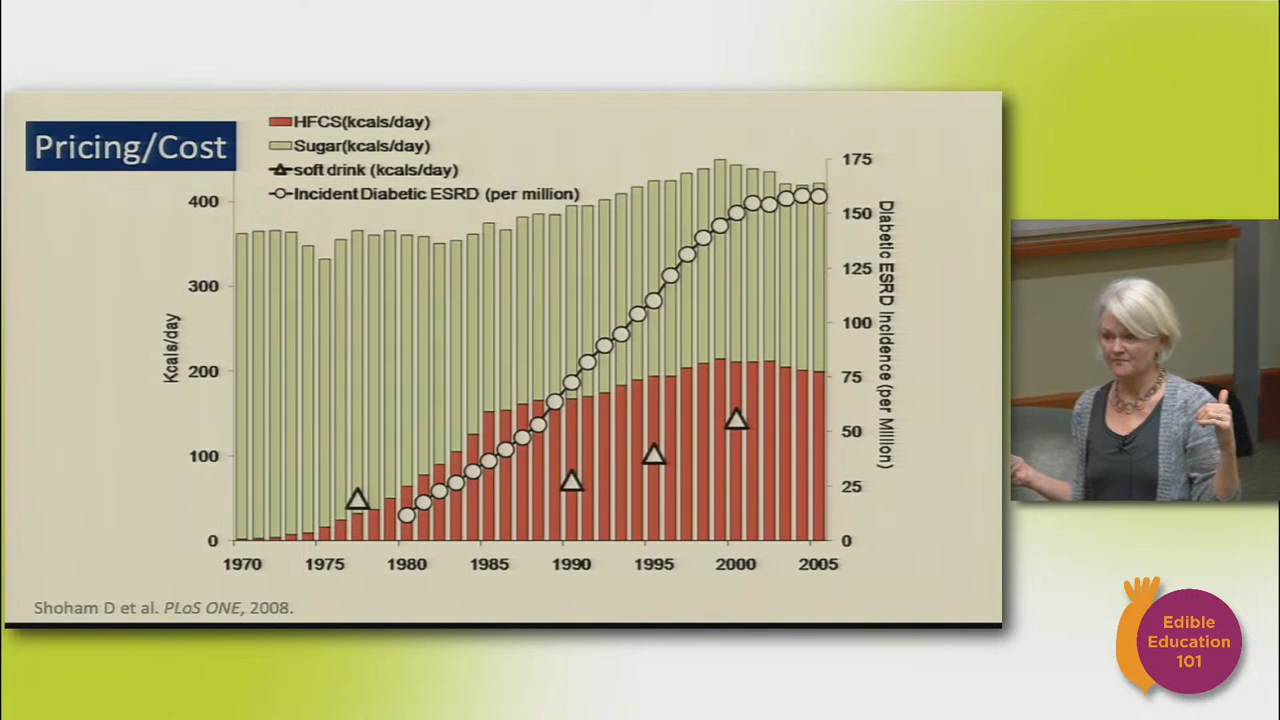 Pricing/Cost
HFCS(kcals/day)
Sugar(kcals/day)
soft drink (kcals/day)
Incident Diabetic ESRD (per million)
400
300
200
100
0
Kcals/day
175
150
125
100
75
50
25
0
Diabetic ESRD Incidence (per Million)
1970 1975 1980 1985 1990 1995 2000 2005
Shoham D et al. PLoS ONE, 2008.
Edible
Education
101